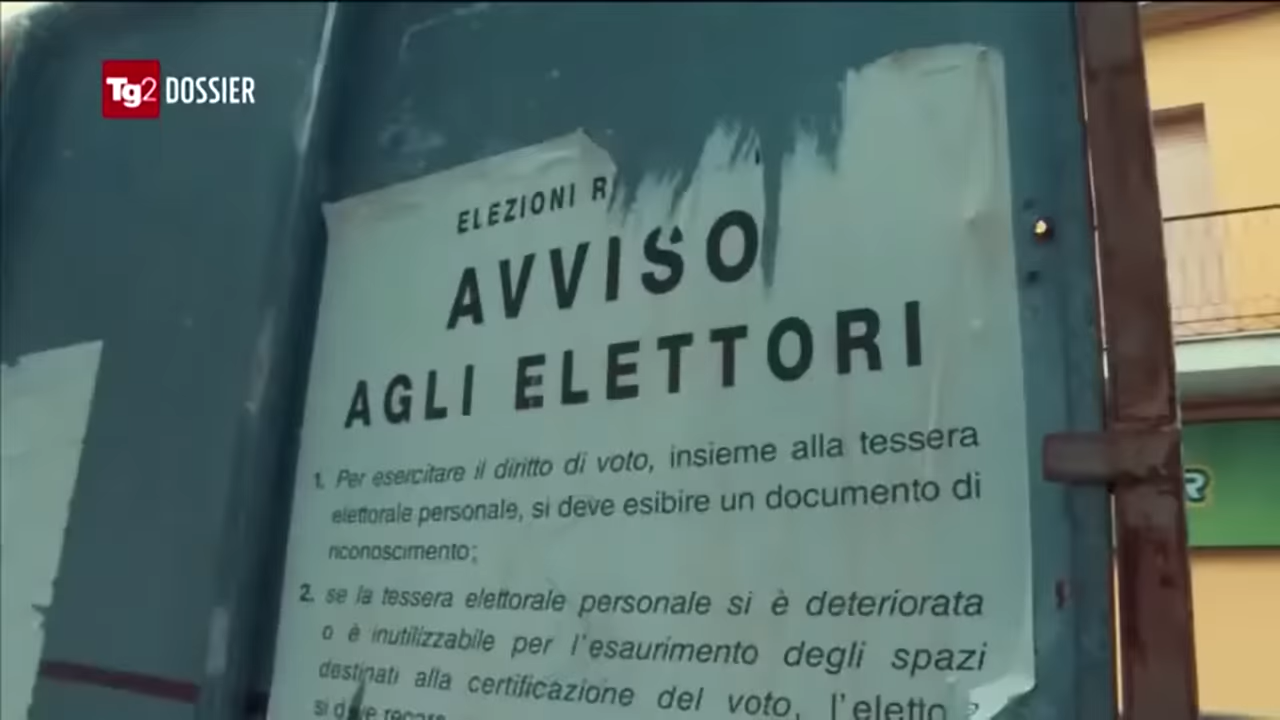 Tg2 DOSSIER
ELEZIONI R
AVVISO
AGLI ELETTORI
1. Per esercitare il diritto di voto, insieme alla tessera
elettorale personale, si deve esibire un documento di
riconoscimento;
2. se la tessera elettorale personale si è deteriorata
o è inutilizzabile per l'esaurimento degli spazi
destinati alla certificazione del voto, l'eletto
si
R